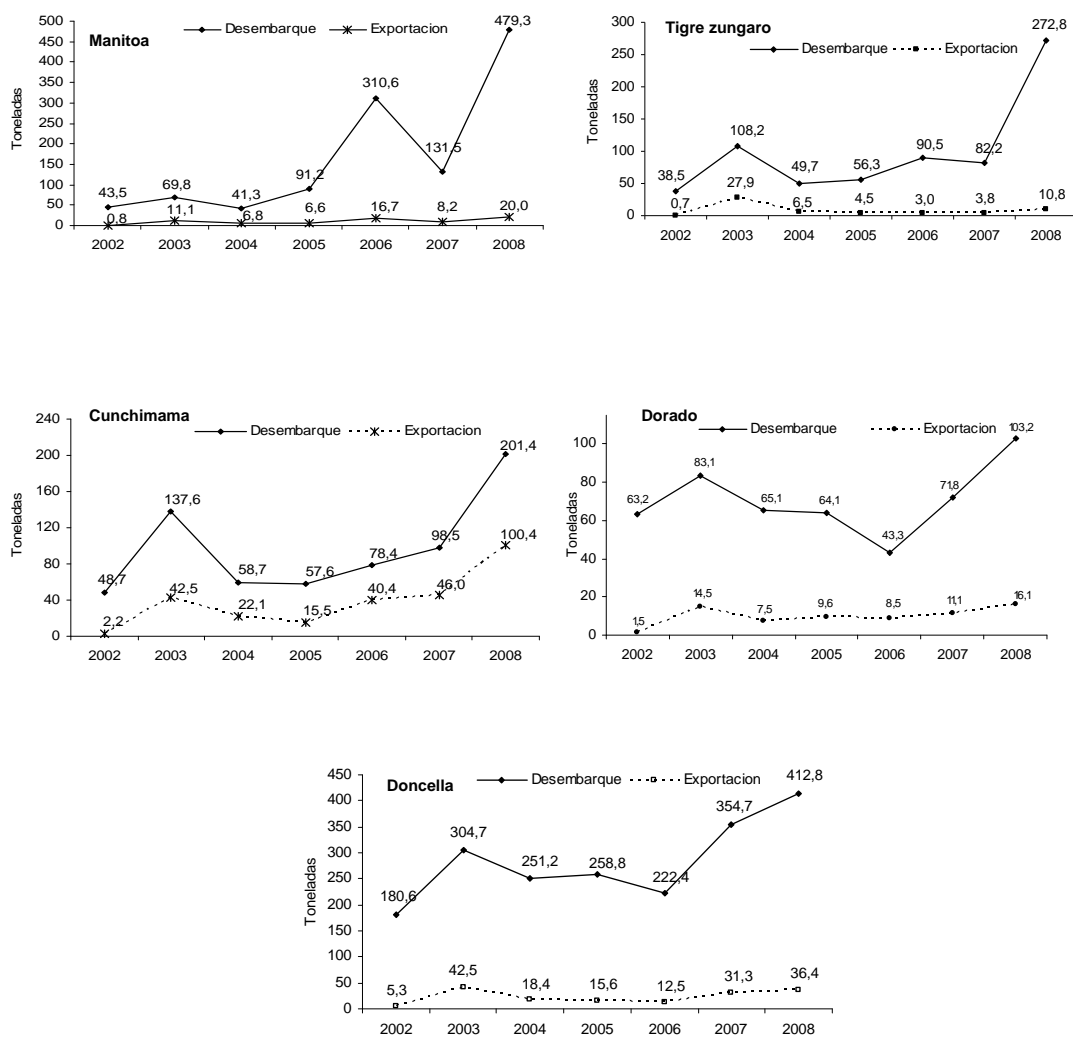 Manitoa
Desembarque Exportacion
Toneladas
500
450
400
350
300
250
200
150
100
50
0
43,5 69,8 41,3 91,2 310,6 131,5 479,3
0,8 11,1 6,8 6,6 16,7 8,2 20,0
2002 2003 2004 2005 2006 2007 2008
Tigre zungaro
Desembarque Exportacion
Toneladas
300
250
200
150
100
50
0
38,5 108,2 49,7 56,3 90,5 82,2 272,8
0,7 27,9 6,5 4,5 3,0 3,8 10,8
2002 2003 2004 2005 2006 2007 2008
Cunchimama
Desembarque Exportacion
Toneladas
240
200
160
120
80
40
0
48,7 137,6 58,7 57,6 78,4 98,5 201,4
2,2 42,5 22,1 15,5 40,4 46,0 100,4
2002 2003 2004 2005 2006 2007 2008
Dorado
Desembarque Exportacion
Toneladas
100
80
60
40
20
0
63,2 83,1 65,1 64,1 43,3 71,8 103,2
1,5 14,5 7,5 9,6 8,5 11,1 16,1
2002 2003 2004 2005 2006 2007 2008
Doncella
Desembarque Exportacion
Toneladas
450
400
350
300
250
200
150
100
50
0
180,6 304,7 251,2 258,8 222,4 354,7 412,8
5,3 42,5 18,4 15,6 12,5 31,3 36,4
2002 2003 2004 2005 2006 2007 2008